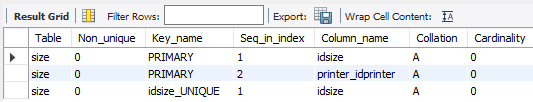 Result Grid Filter Rows: Export: Wrap Cell Content: IA
Table Non_unique Key_name Seq_in_index Column_name Collation Cardinality
size 0 PRIMARY 1 idsize A 0
size 0 PRIMARY 2 printer_idprinter A 0
size 0 idsize_UNIQUE 1 idsize A 0